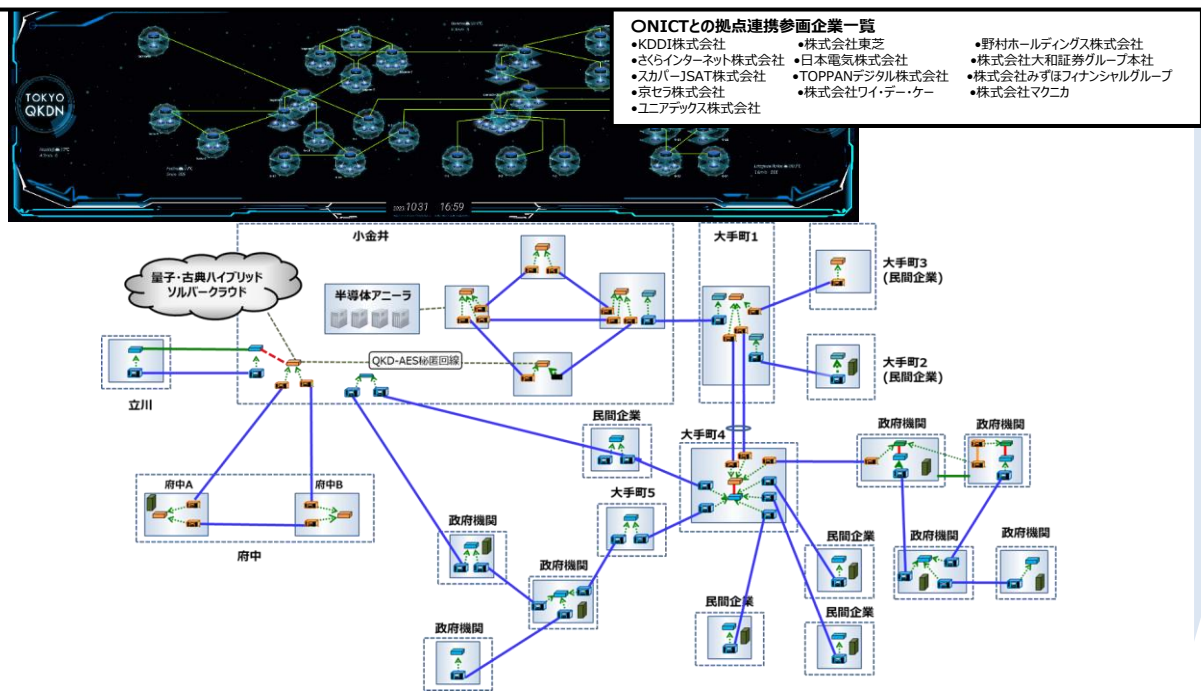 〇NICTとの拠点連携参画企業一覧
•KDDI株式会社 •株式会社東芝 •野村ホールディングス株式会社
•さくらインターネット株式会社 •日本電気株式会社 •株式会社大和証券グループ本社
•スカパーJSAT株式会社 •TOPPANデジタル株式会社 •株式会社みずほフィナンシャルグループ
•京セラ株式会社 •株式会社ワイ・デー・ケー •株式会社マクニカ
•ユニアデックス株式会社
TOKYO
QKDN
1031 16:59
小金井
大手町1
大手町3
(民間企業)
量子・古典ハイブリッド
ソルバークラウド
半導体アニーラ
QKD-AES秘匿回線
大手町2
(民間企業)
立川
民間企業
大手町4
政府機関
政府機関
府中A
府中B
大手町5
府中
政府機関
政府機関
民間企業
政府機関
政府機関
民間企業
民間企業
政府機関